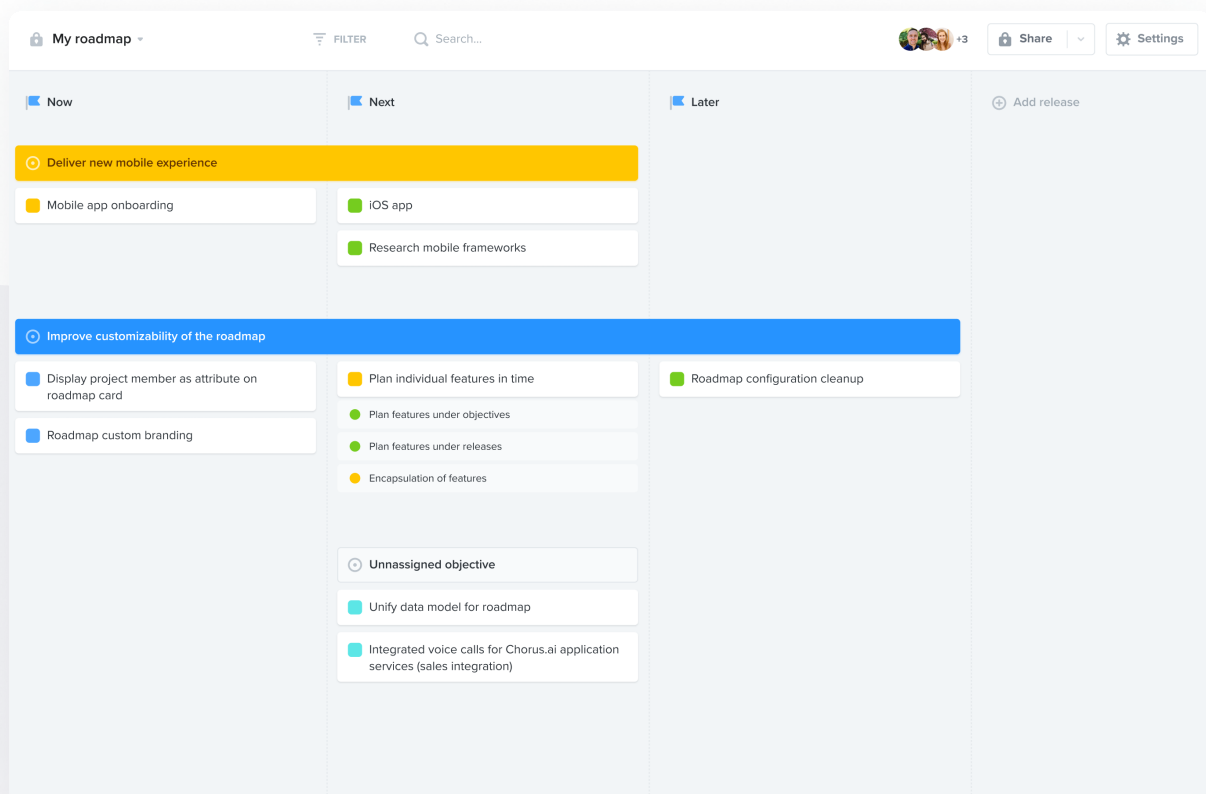 My roadmap
FILTER
Search...
+3
Share
Settings
Now
Next
Later
Add release
Deliver new mobile experience
Mobile app onboarding
iOS app
Research mobile frameworks
Improve customizability of the roadmap
Display project member as attribute on
roadmap card
Roadmap custom branding
Plan individual features in time
Plan features under objectives
Plan features under releases
Encapsulation of features
Roadmap configuration cleanup
Unnassigned objective
Unify data model for roadmap
Integrated voice calls for Chorus.ai application
services (sales integration)